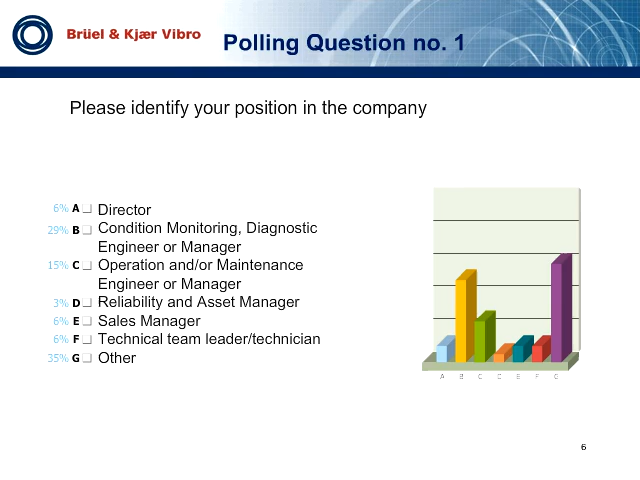 Brüel & Kjær Vibro
Polling Question no. 1
Please identify your position in the company
6% A Director
29% B Condition Monitoring, Diagnostic
Engineer or Manager
15% C Operation and/or Maintenance
Engineer or Manager
3% D Reliability and Asset Manager
6% E Sales Manager
6% F Technical team leader/technician
35% G Other
A B C C E F G
6